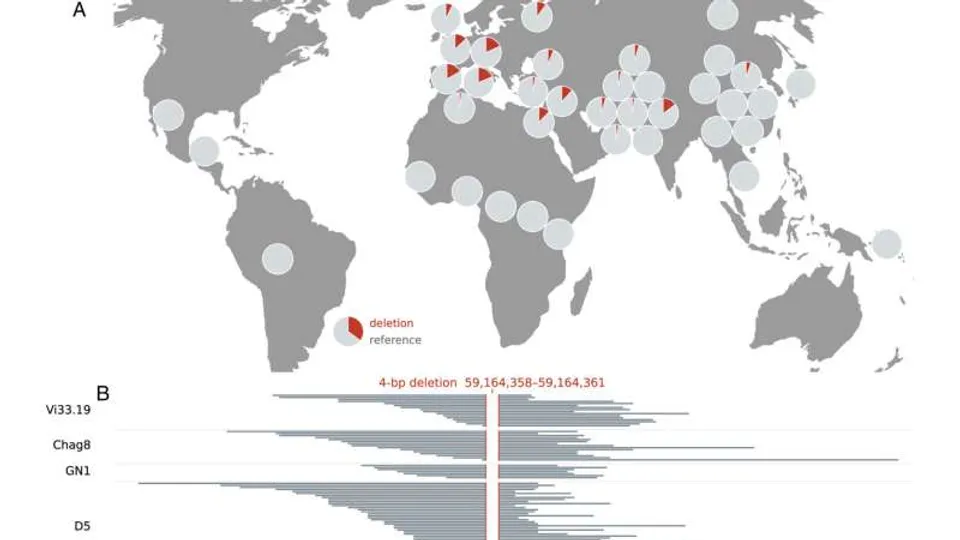 A
deletion
reference
B
4-bp deletion 59,164,358–59,164,361
Vi33.19
Chag8
GN1
D5